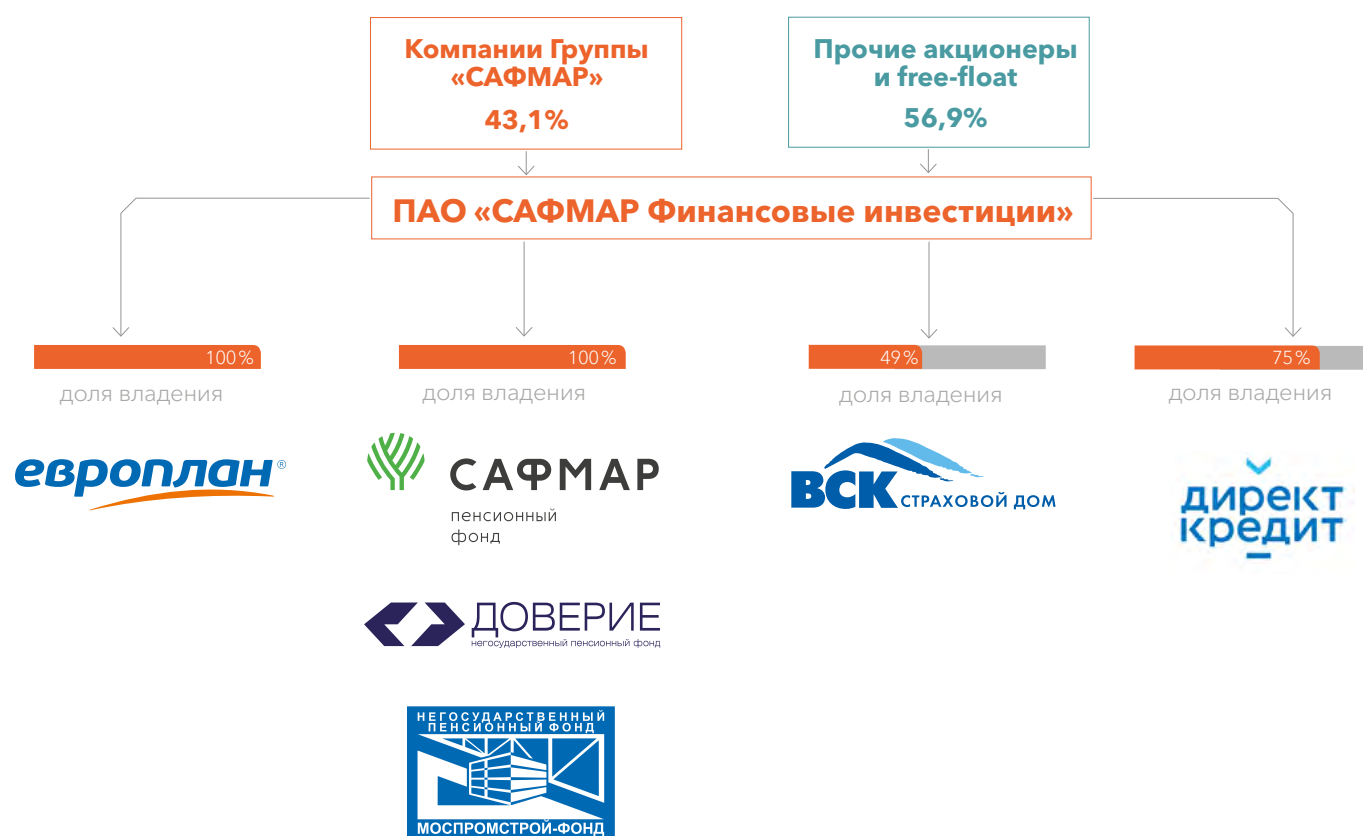 Компании Группы
«САФМАР»
43,1%
Прочие акционеры
и free-float
56,9%
ПАО «САФМАР Финансовые инвестиции»
100%
доля владения
100%
доля владения
49%
доля владения
75%
доля владения
европлан®
САФМАР
пенсионный
фонд
ВСК СТРАХОВОЙ ДОМ
директ
кредит
ДОВЕРИЕ
негосударственный пенсионный фонд
НЕГОСУДАРСТВЕННЫЙ
ПЕНСИОННЫЙ ФОНД
МОСПРОМСТРОЙ-ФОНД